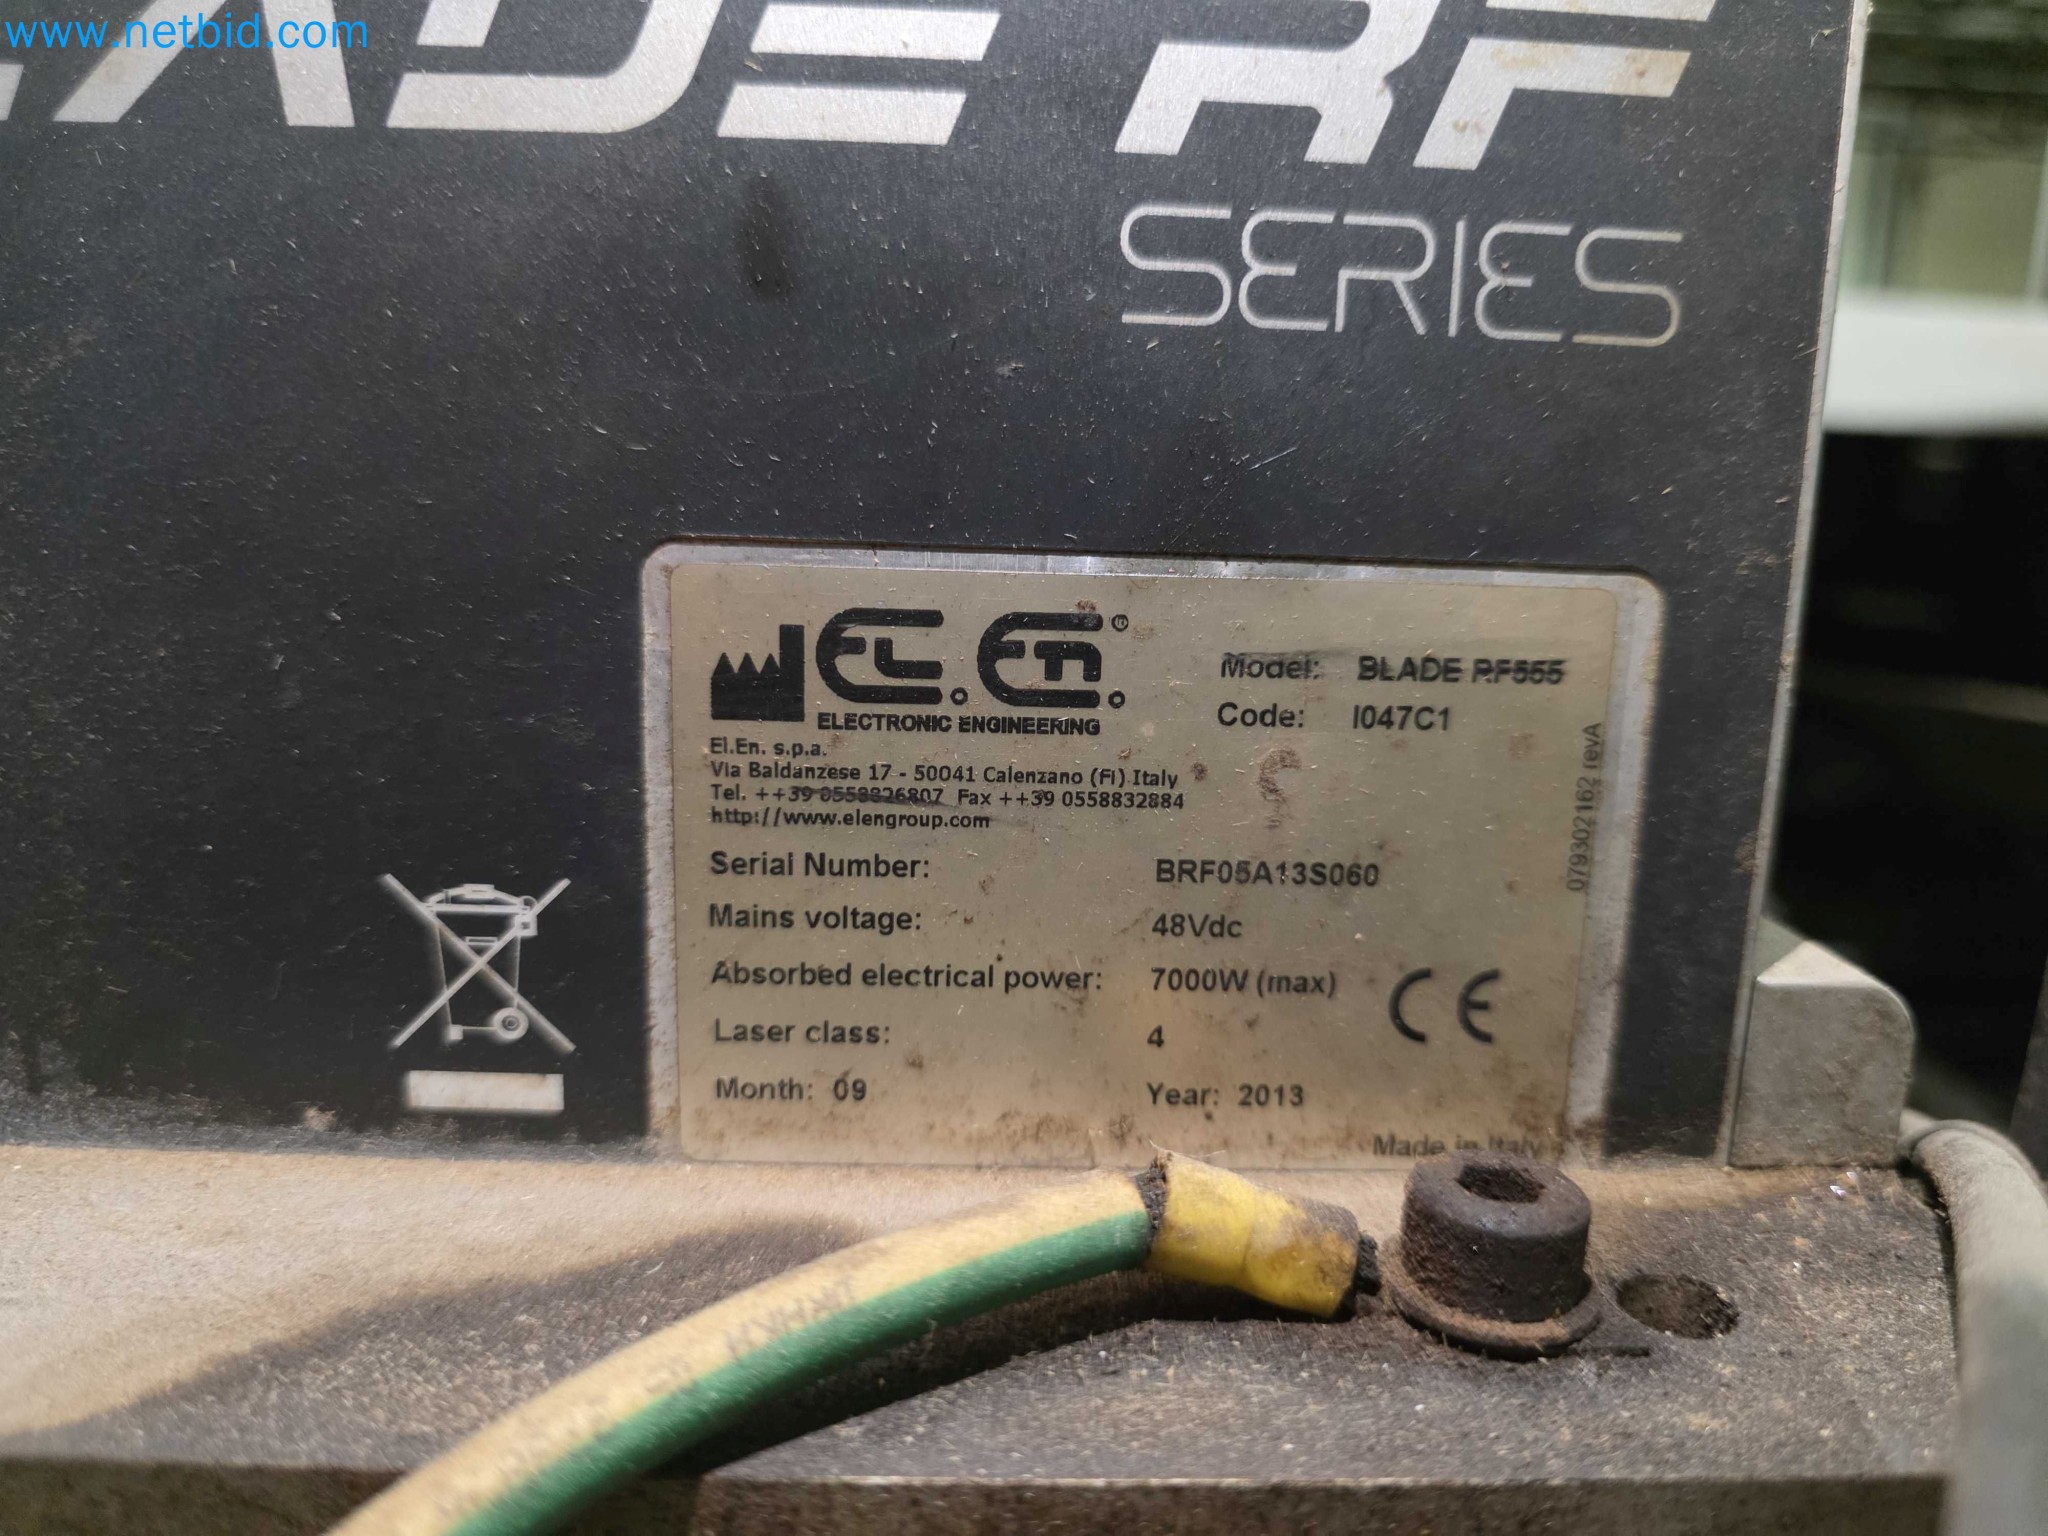 www.netbid.com
LADE RF
SERIES
EL.En.
ELECTRONIC ENGINEERING
Model: BLADE RF555
Code: I047C1
El.En. s.p.a.
Via Baldanzese 17 - 50041 Calenzano (FI) Italy
Tel. ++39 0558826807 Fax ++39 0558832884
http://www.elengroup.com
079302162 revA
Serial Number: BRF05A13S060
Mains voltage: 48Vdc
Absorbed electrical power: 7000W (max)
CE
Laser class: 4
Month: 09 Year: 2013
Made in Italy